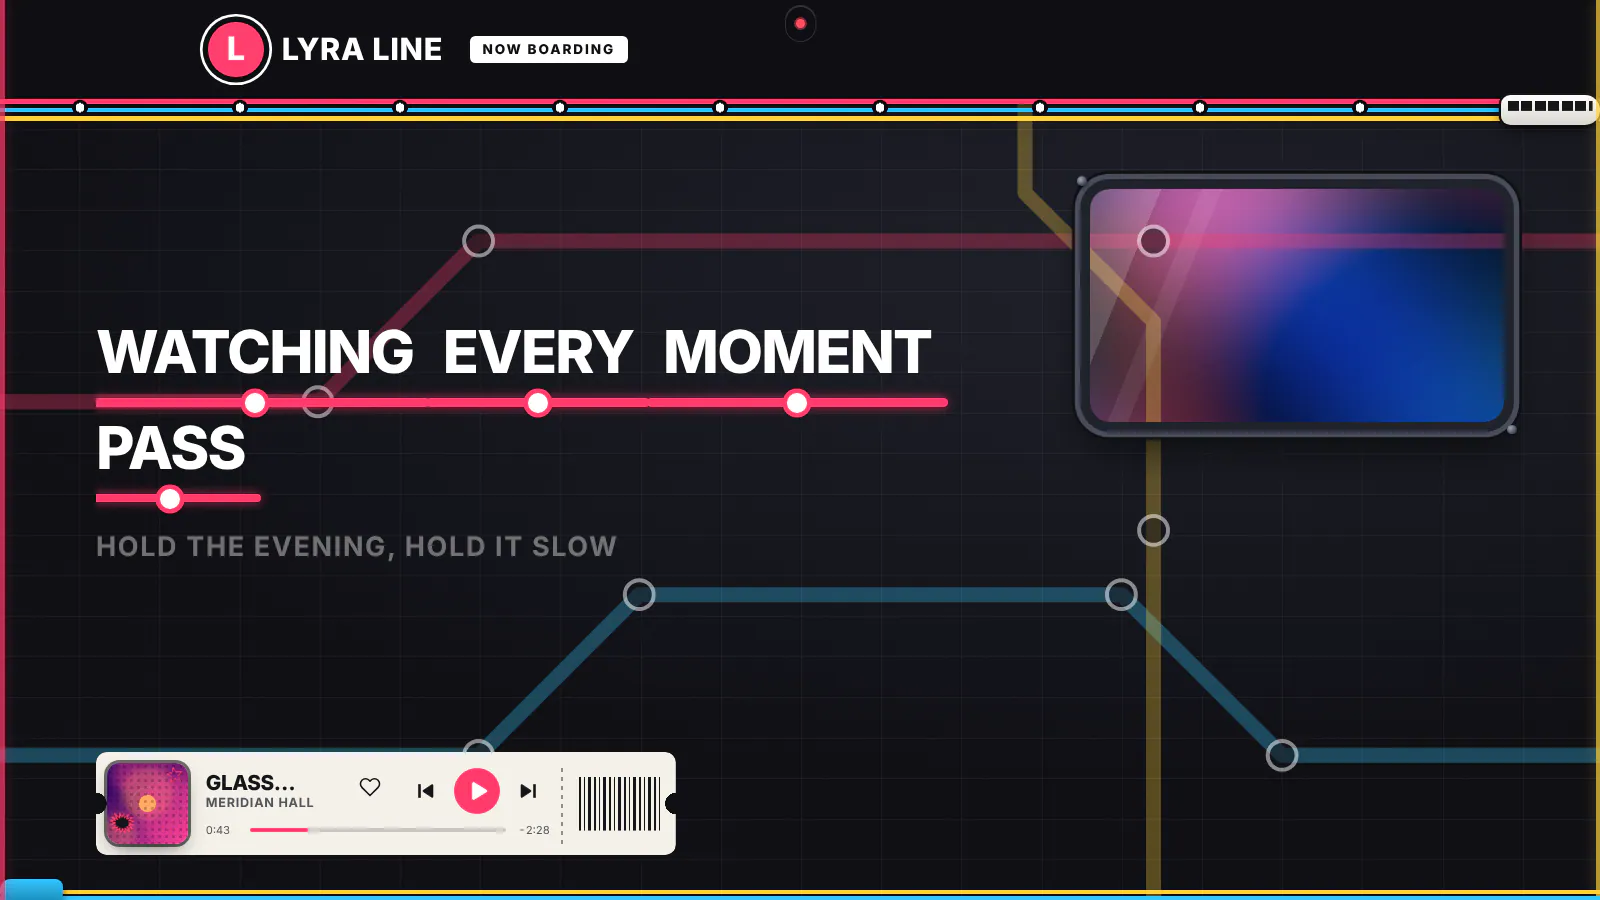 L LYRA LINE NOW BOARDING
WATCHING EVERY MOMENT
PASS
HOLD THE EVENING, HOLD IT SLOW
GLASS...
MERIDIAN HALL
0:43 -2:28